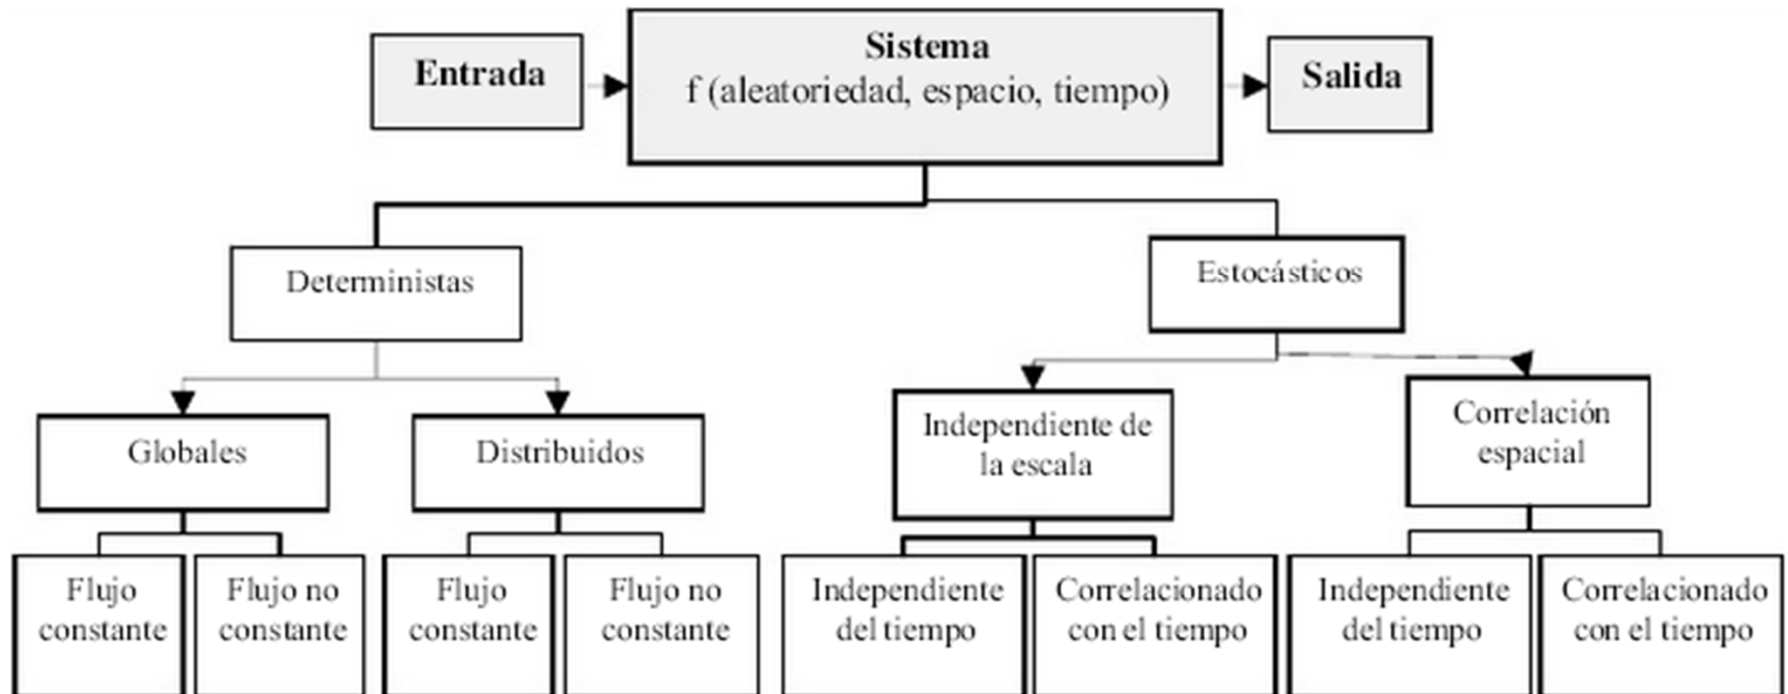 Entrada
Sistema
f (aleatoriedad, espacio, tiempo)
Salida
Deterministas
Estocásticos
Globales
Distribuidos
Independiente de
la escala
Correlación
espacial
Flujo
constante
Flujo no
constante
Flujo
constante
Flujo no
constante
Independiente
del tiempo
Correlacionado
con el tiempo
Independiente
del tiempo
Correlacionado
con el tiempo